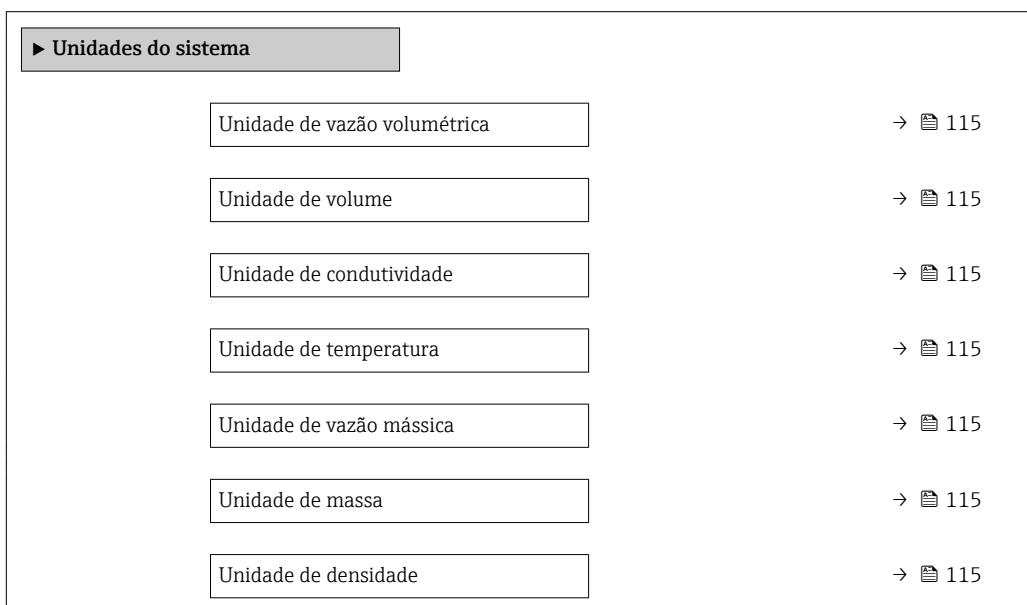 ▶ Unidades do sistema
Unidade de vazão volumétrica → 115
Unidade de volume → 115
Unidade de condutividade → 115
Unidade de temperatura → 115
Unidade de vazão mássica → 115
Unidade de massa → 115
Unidade de densidade → 115